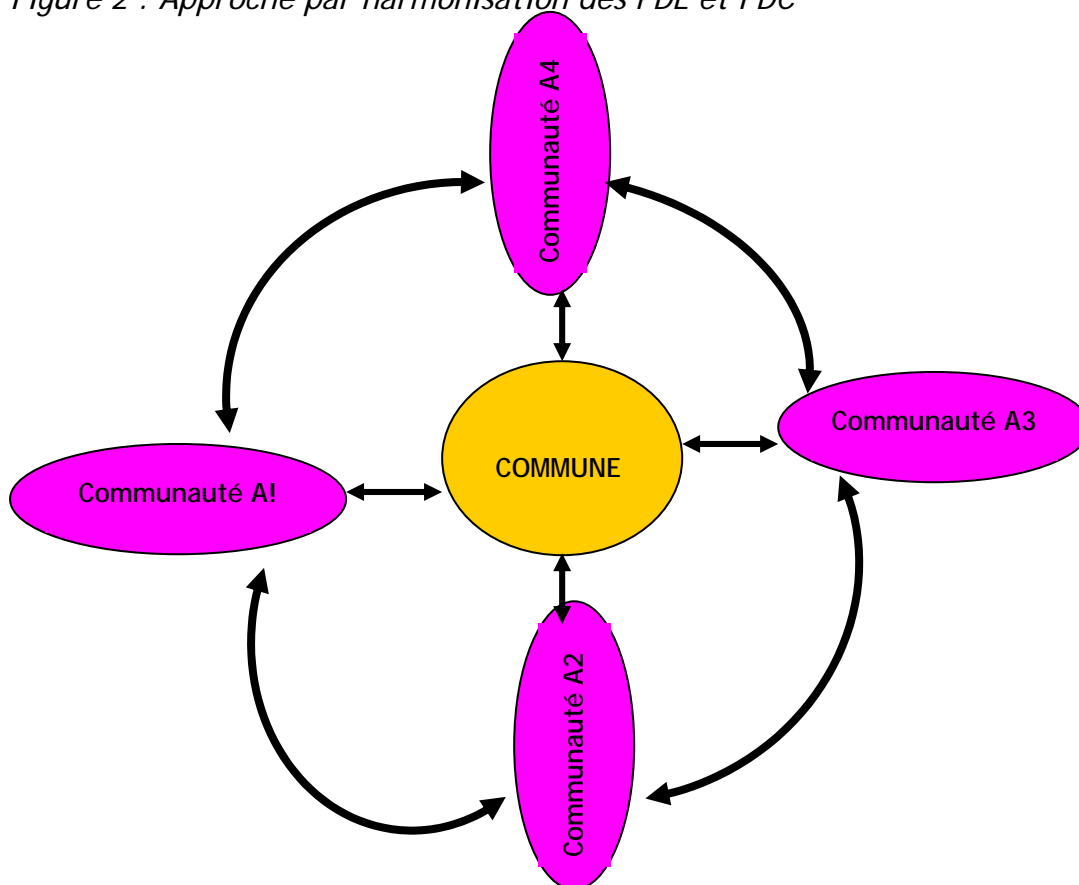 Figure 2 : Approche par harmonisation des PDL et PDC
Communauté A4
Communauté A3
COMMUNE
Communauté A!
Communauté A2